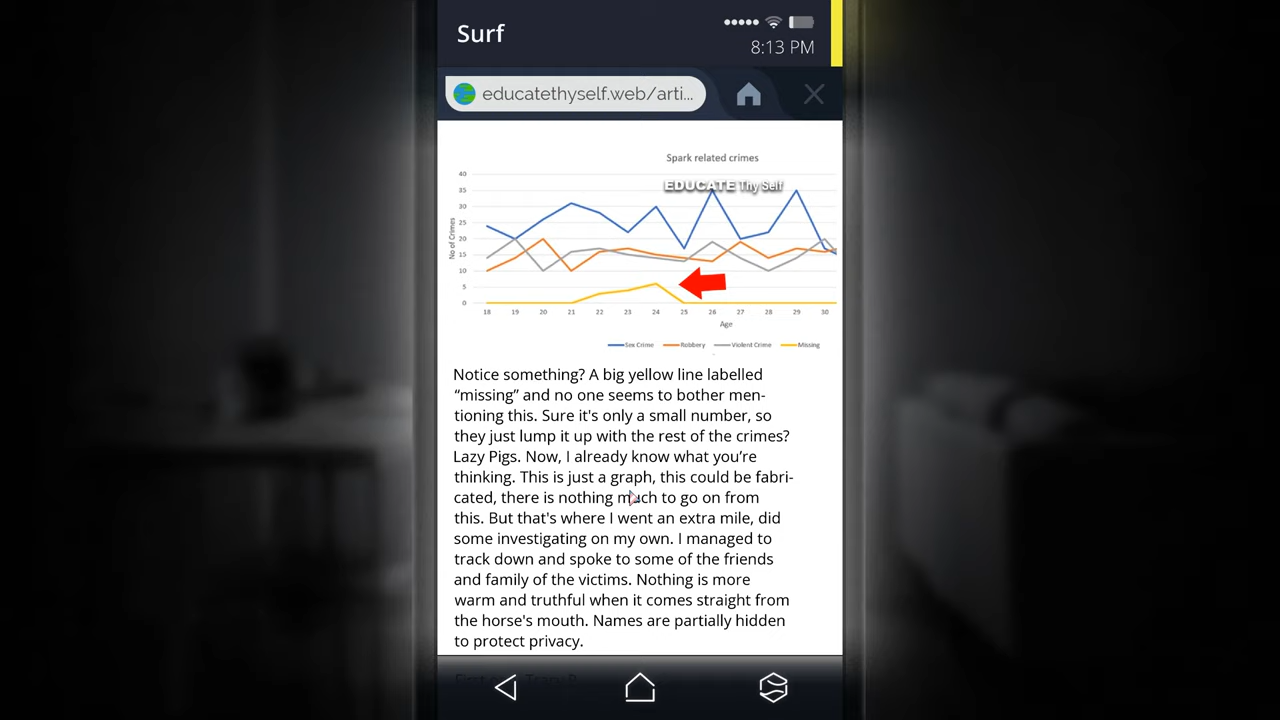 Surf
8:13 PM
educatethyself.web/arti...
Spark related crimes
EDUCATE Thy Self
40
35
30
25
20
15
10
5
0
No of Crimes
18 19 20 21 22 23 24 25 26 27 28 29 30
Age
Sex Crime Robbery Violent Crime Missing
Notice something? A big yellow line labelled
“missing” and no one seems to bother men-
tioning this. Sure it's only a small number, so
they just lump it up with the rest of the crimes?
Lazy Pigs. Now, I already know what you’re
thinking. This is just a graph, this could be fabri-
cated, there is nothing much to go on from
this. But that's where I went an extra mile, did
some investigating on my own. I managed to
track down and spoke to some of the friends
and family of the victims. Nothing is more
warm and truthful when it comes straight from
the horse's mouth. Names are partially hidden
to protect privacy.